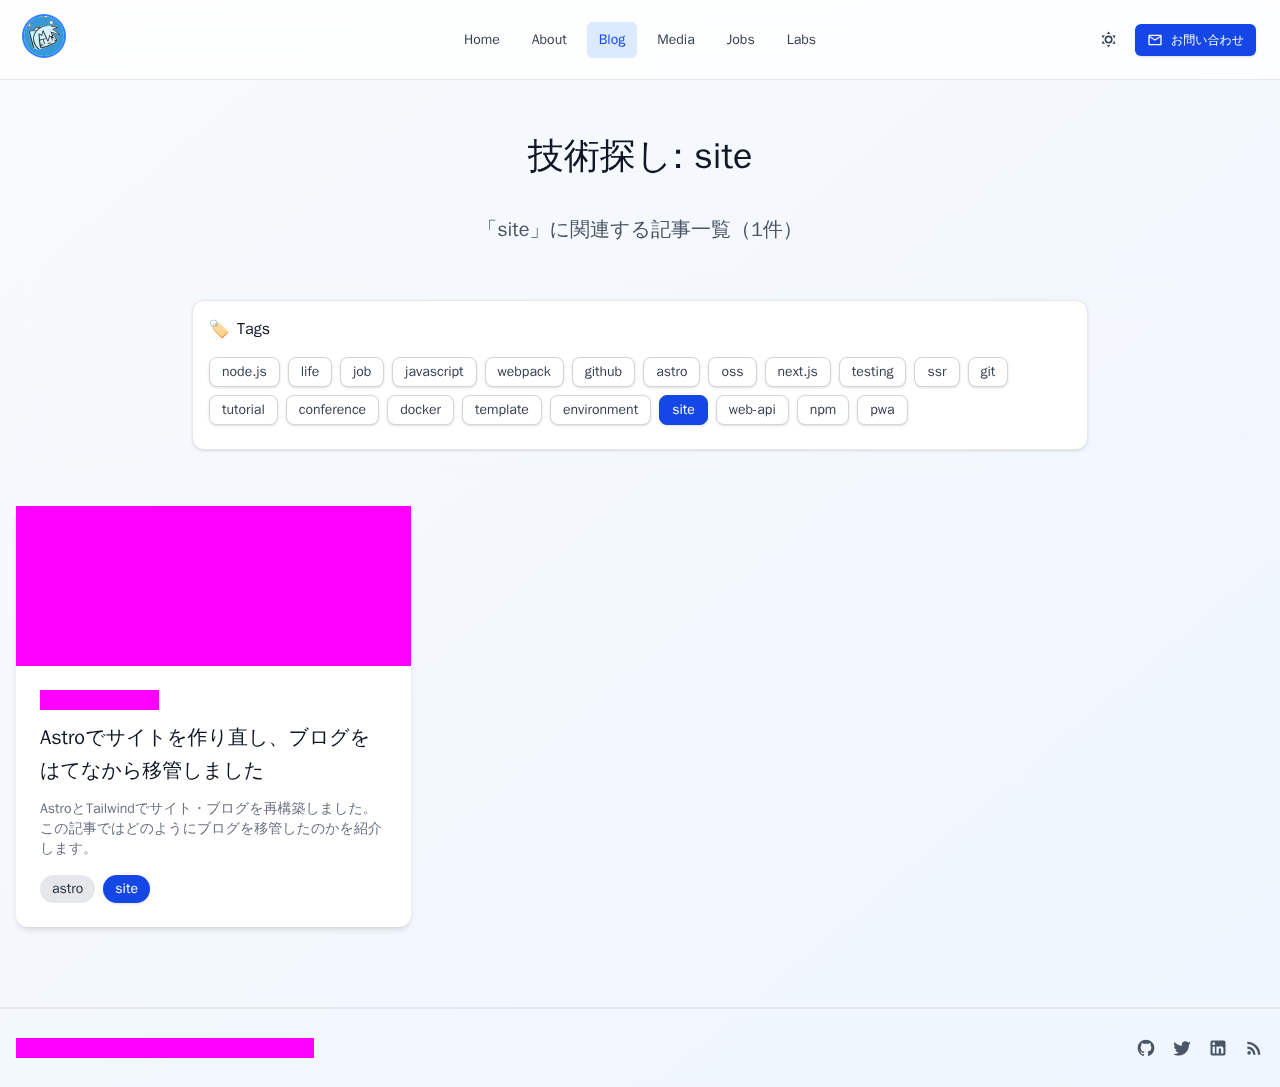 Home About Blog Media Jobs Labs お問い合わせ
技術探し: site
「site」に関連する記事一覧（1件）
Tags
node.js life job javascript webpack github astro oss next.js testing ssr git
tutorial conference docker template environment site web-api npm pwa
Astroでサイトを作り直し、ブログを
はてなから移管しました
AstroとTailwindでサイト・ブログを再構築しました。
この記事ではどのようにブログを移管したのかを紹介
します。
astro site